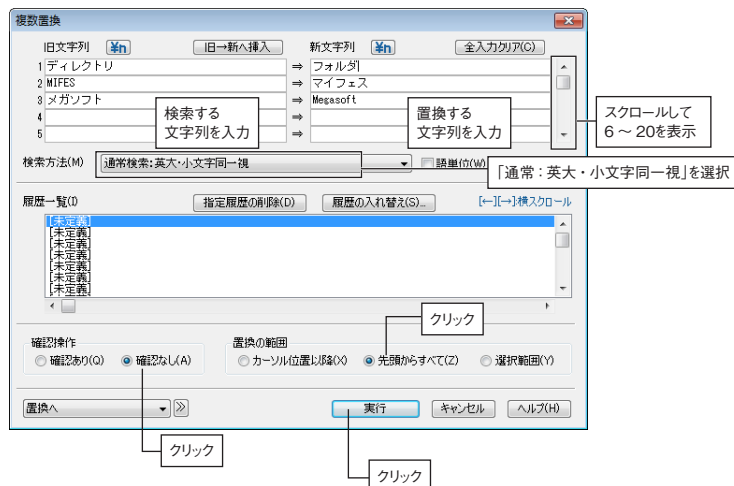 複数置換
旧文字列 ¥n 旧→新へ挿入 新文字列 ¥n 全入力クリア(C)
1 ディレクトリ ⇒ フォルダ
2 MIFES ⇒ マイフェス
3 メガソフト ⇒ Megasoft
4 ⇒
5 ⇒
検索する
文字列を入力
置換する
文字列を入力
スクロールして
6～20を表示
検索方法(M) 通常検索:英大・小文字同一視 語単位(W)
「通常：英大・小文字同一視」を選択
履歴一覧(I) 指定履歴の削除(D) 履歴の入れ替え(S)... [←][→]:横スクロール
[未定義]
[未定義]
[未定義]
[未定義]
[未定義]
[未定義]
[未定義]
クリック
確認操作 置換の範囲
確認あり(Q) 確認なし(A) カーソル位置以降(X) 先頭からすべて(Z) 選択範囲(Y)
置換へ 実行 キャンセル ヘルプ(H)
クリック
クリック